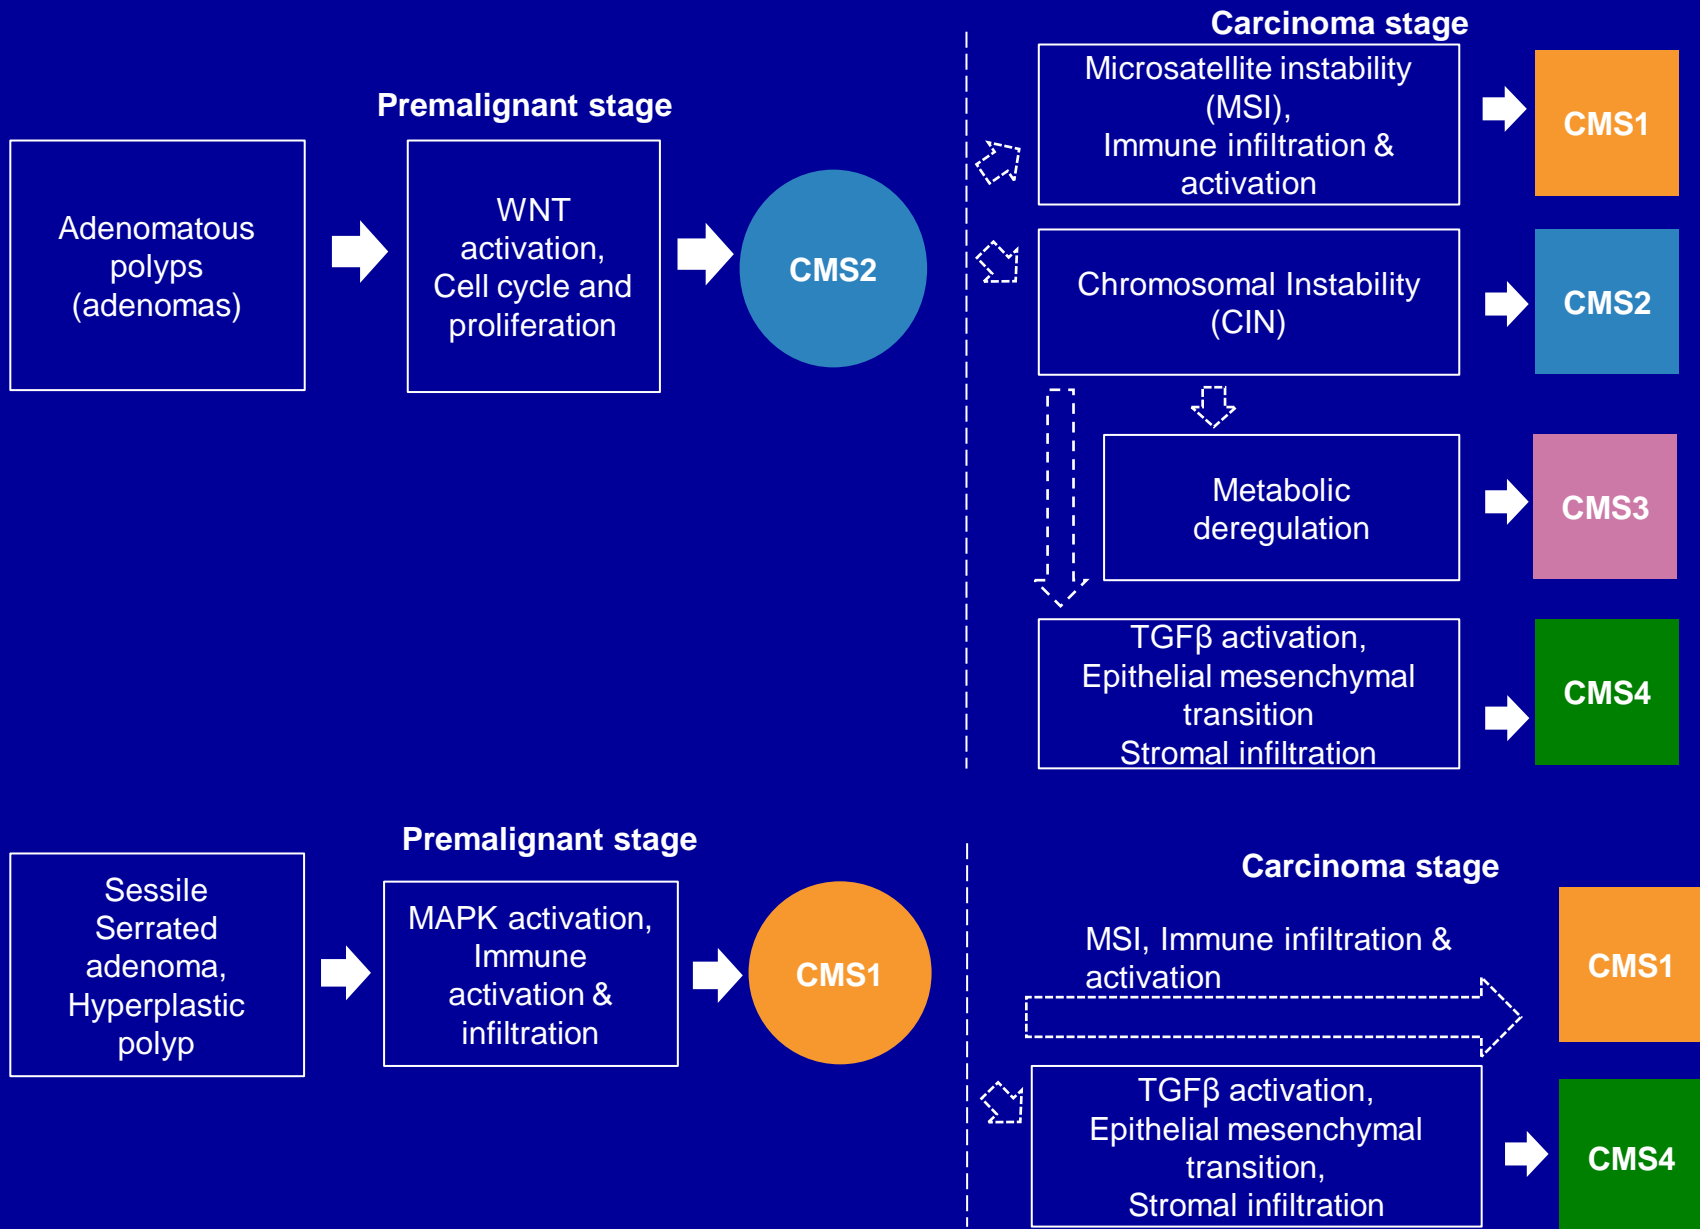 Premalignant stage
Adenomatous
polyps
(adenomas)
WNT
activation,
Cell cycle and
proliferation
CMS2
Carcinoma stage
Microsatellite instability
(MSI),
Immune infiltration &
activation
CMS1
Chromosomal Instability
(CIN)
CMS2
Metabolic
deregulation
CMS3
TGFβ activation,
Epithelial mesenchymal
transition
Stromal infiltration
CMS4
Premalignant stage
Sessile
Serrated
adenoma,
Hyperplastic
polyp
MAPK activation,
Immune
activation &
infiltration
CMS1
Carcinoma stage
MSI, Immune infiltration &
activation
CMS1
TGFβ activation,
Epithelial mesenchymal
transition,
Stromal infiltration
CMS4